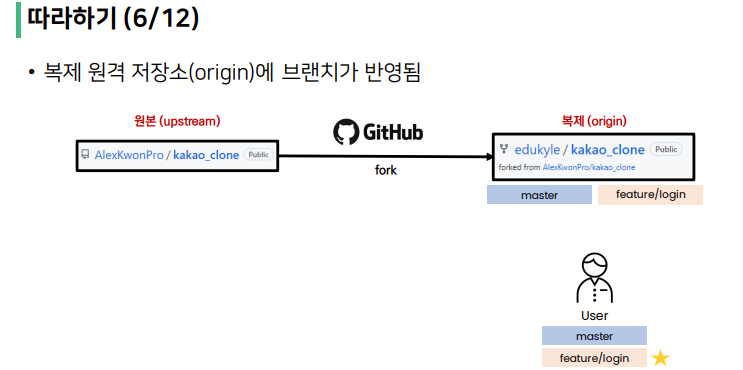 따라하기 (6/12)
• 복제 원격 저장소(origin)에 브랜치가 반영됨
원본 (upstream)
GitHub
복제 (origin)
AlexKwonPro / kakao_clone Public
fork
edukyle / kakao_clone Public
forked from AlexKwonPro/kakao_clone
master
feature/login
User
master
feature/login